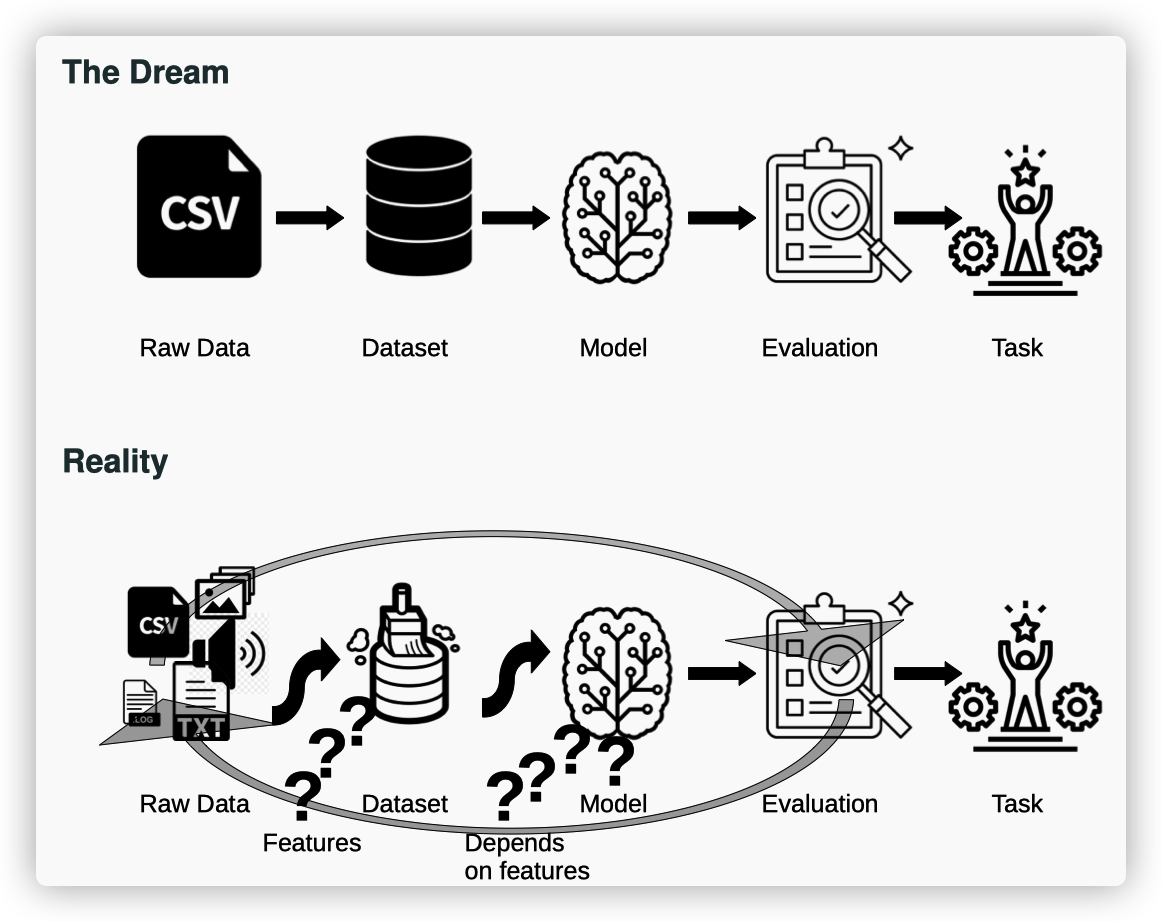 The Dream
CSV
Raw Data
Dataset
Model
Evaluation
Task
Reality
CSV
.LOG
TXT
? ? ?
? ? ? ?
Raw Data
Dataset
Model
Evaluation
Task
Features
Depends
on features